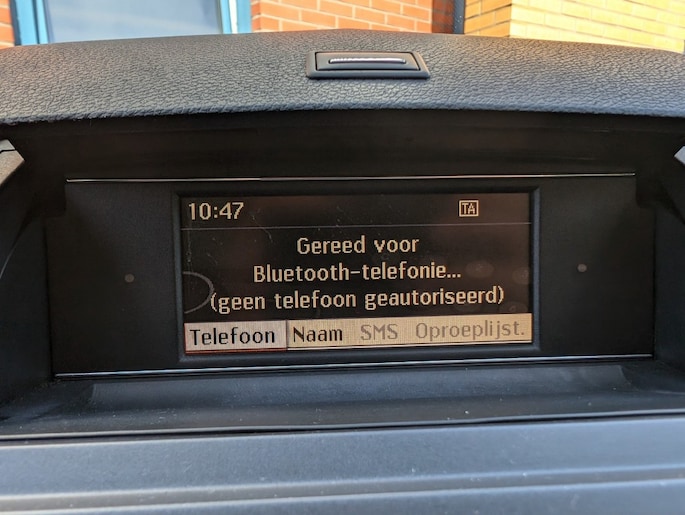 10:47 TA
Gereed voor
Bluetooth-telefonie...
(geen telefoon geautoriseerd)
Telefoon Naam SMS Oproeplijst.